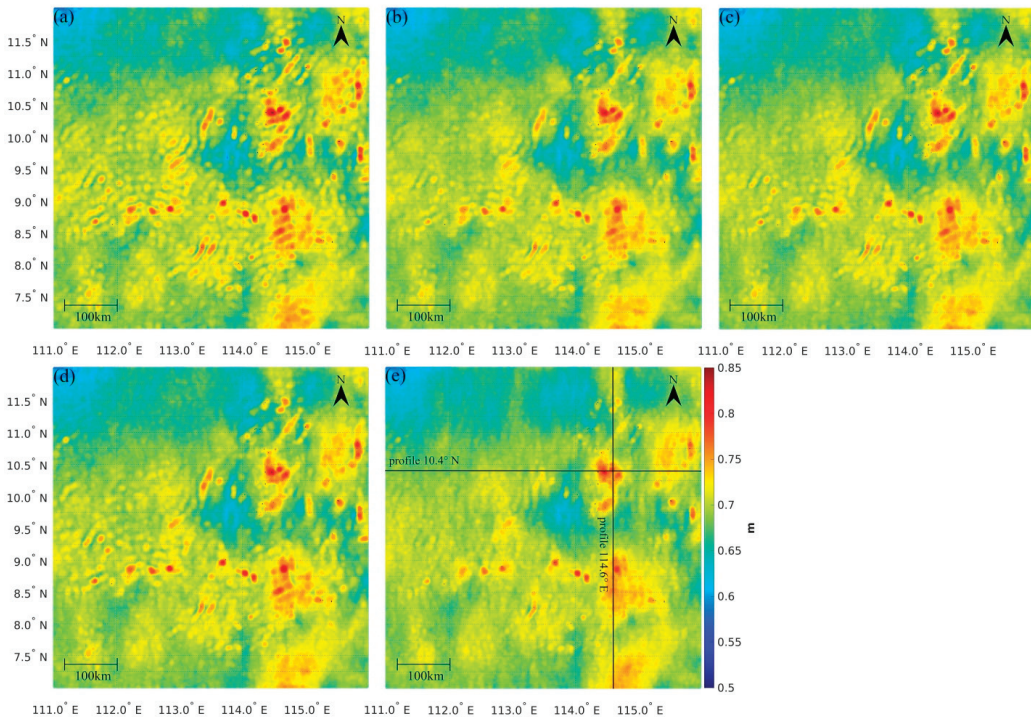 (a) N (b) N (c) N
11.5° N
11.0° N
10.5° N
10.0° N
9.5° N
9.0° N
8.5° N
8.0° N
7.5° N
100km 100km 100km
111.0° E 112.0° E 113.0° E 114.0° E 115.0° E 111.0° E 112.0° E 113.0° E 114.0° E 115.0° E 111.0° E 112.0° E 113.0° E 114.0° E 115.0° E
(d) N (e) N
11.5° N
11.0° N
10.5° N
10.0° N
9.5° N
9.0° N
8.5° N
8.0° N
7.5° N
profile 10.4° N
profile 114.6° E
100km 100km
111.0° E 112.0° E 113.0° E 114.0° E 115.0° E 111.0° E 112.0° E 113.0° E 114.0° E 115.0° E
0.85
0.8
0.75
0.7
0.65
0.6
0.55
0.5
m